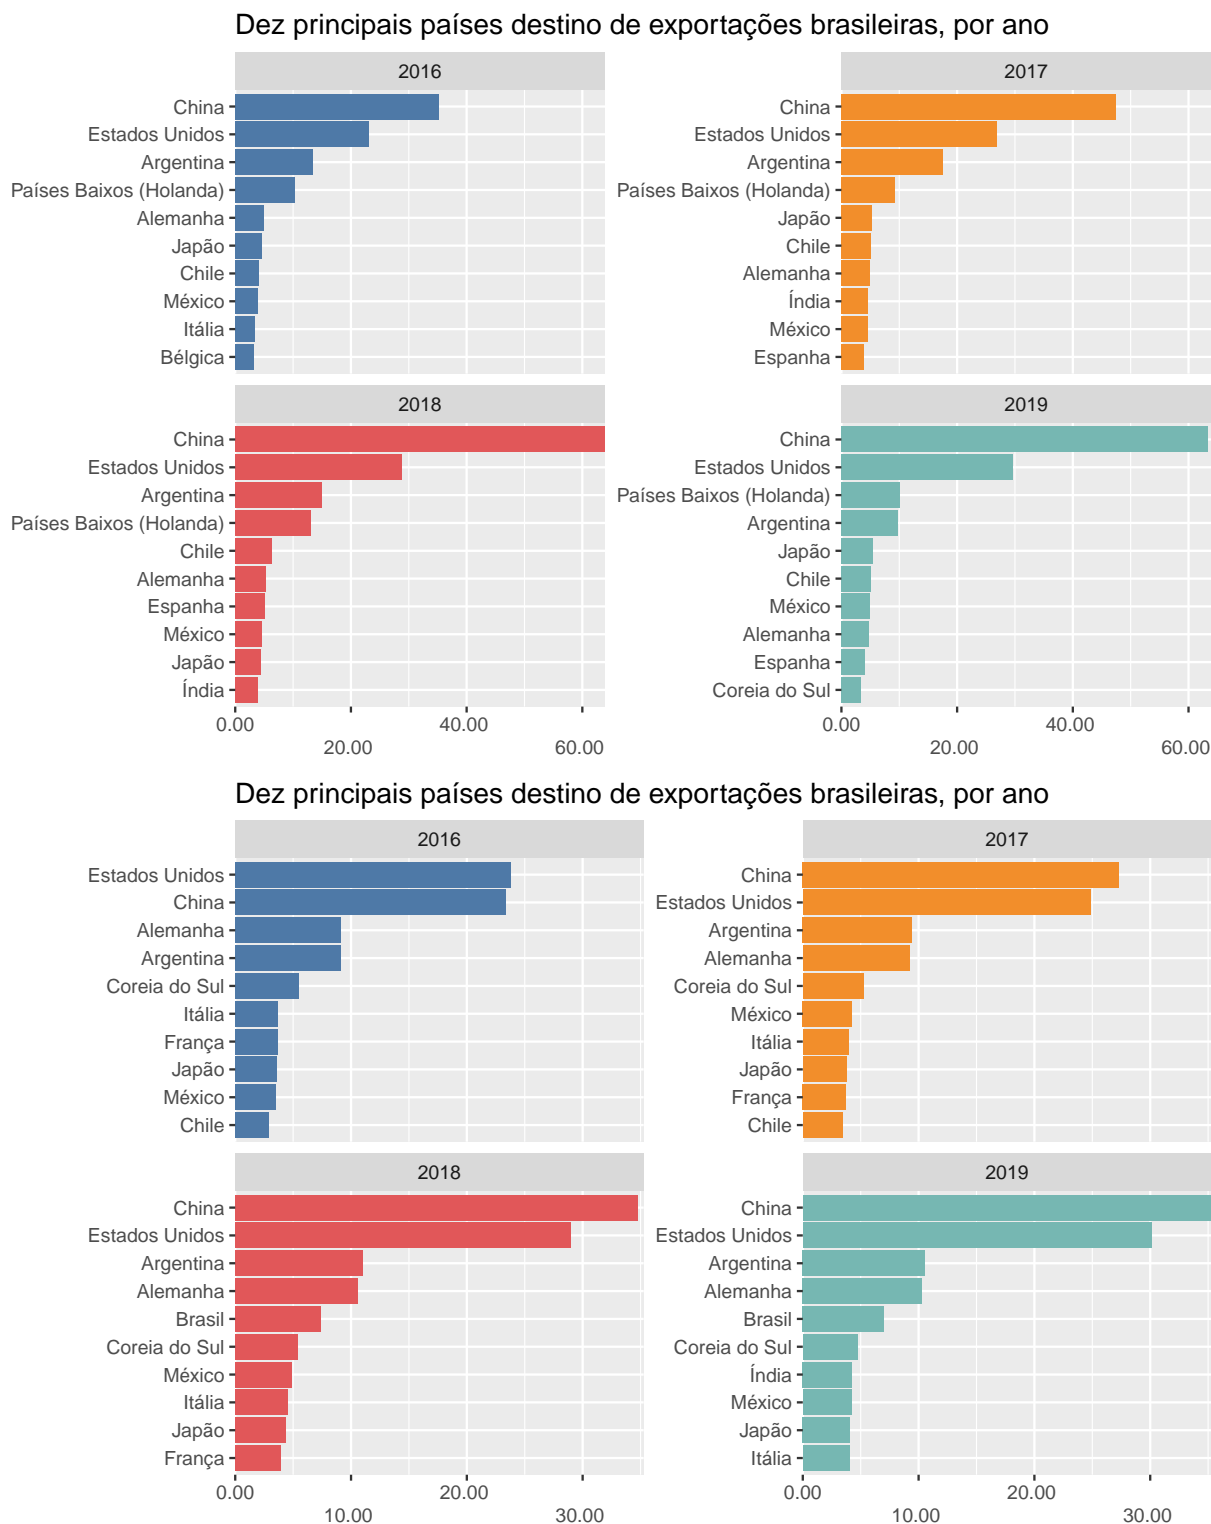 Dez principais países destino de exportações brasileiras, por ano
2016
China
Estados Unidos
Argentina
Países Baixos (Holanda)
Alemanha
Japão
Chile
México
Itália
Bélgica
2017
China
Estados Unidos
Argentina
Países Baixos (Holanda)
Japão
Chile
Alemanha
Índia
México
Espanha
2018
China
Estados Unidos
Argentina
Países Baixos (Holanda)
Chile
Alemanha
Espanha
México
Japão
Índia
0.00
20.00
40.00
60.00
2019
China
Estados Unidos
Países Baixos (Holanda)
Argentina
Japão
Chile
México
Alemanha
Espanha
Coreia do Sul
0.00
20.00
40.00
60.00
Dez principais países destino de exportações brasileiras, por ano
2016
Estados Unidos
China
Alemanha
Argentina
Coreia do Sul
Itália
França
Japão
México
Chile
2017
China
Estados Unidos
Argentina
Alemanha
Coreia do Sul
México
Itália
Japão
França
Chile
2018
China
Estados Unidos
Argentina
Alemanha
Brasil
Coreia do Sul
México
Itália
Japão
França
0.00
10.00
20.00
30.00
2019
China
Estados Unidos
Argentina
Alemanha
Brasil
Coreia do Sul
Índia
México
Japão
Itália
0.00
10.00
20.00
30.00